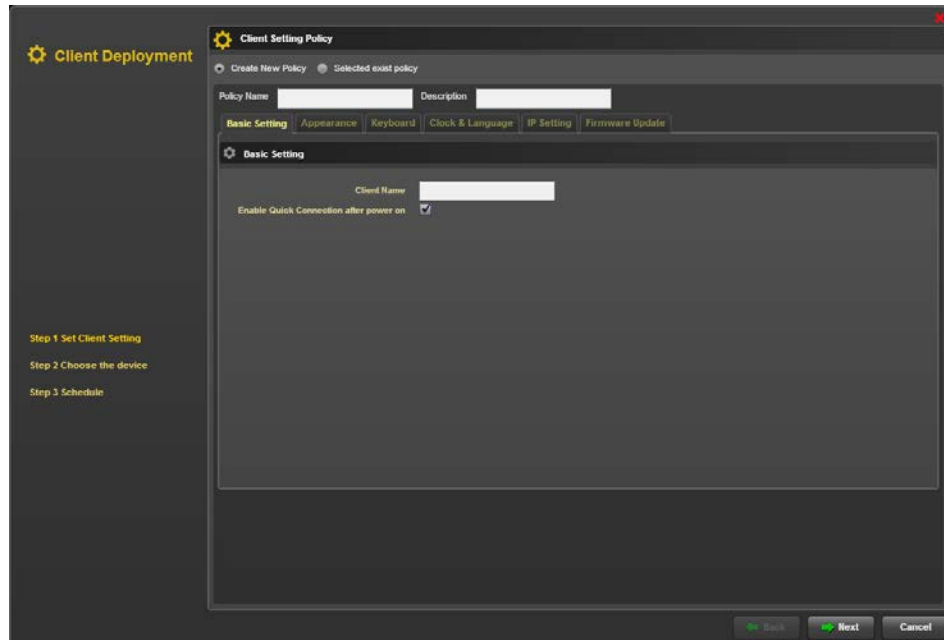 Client Deployment
Client Setting Policy
Create New Policy Selected exist policy
Policy Name Description
Basic Setting Appearance Keyboard Clock & Language IP Setting Firmware Update
Basic Setting
Client Name
Enable Quick Connection after power on
Step 1 Set Client Setting
Step 2 Choose the device
Step 3 Schedule
Back Next Cancel